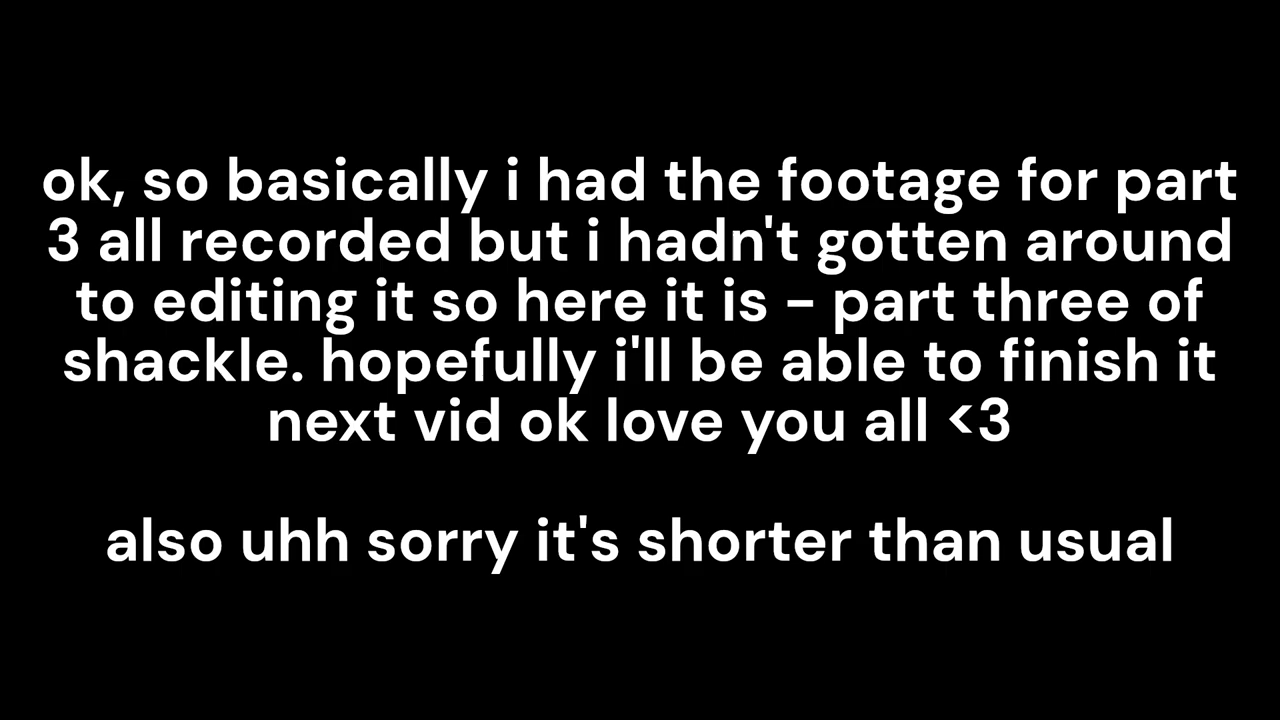 ok, so basically i had the footage for part
3 all recorded but i hadn't gotten around
to editing it so here it is - part three of
shackle. hopefully i'll be able to finish it
next vid ok love you all <3
also uhh sorry it's shorter than usual